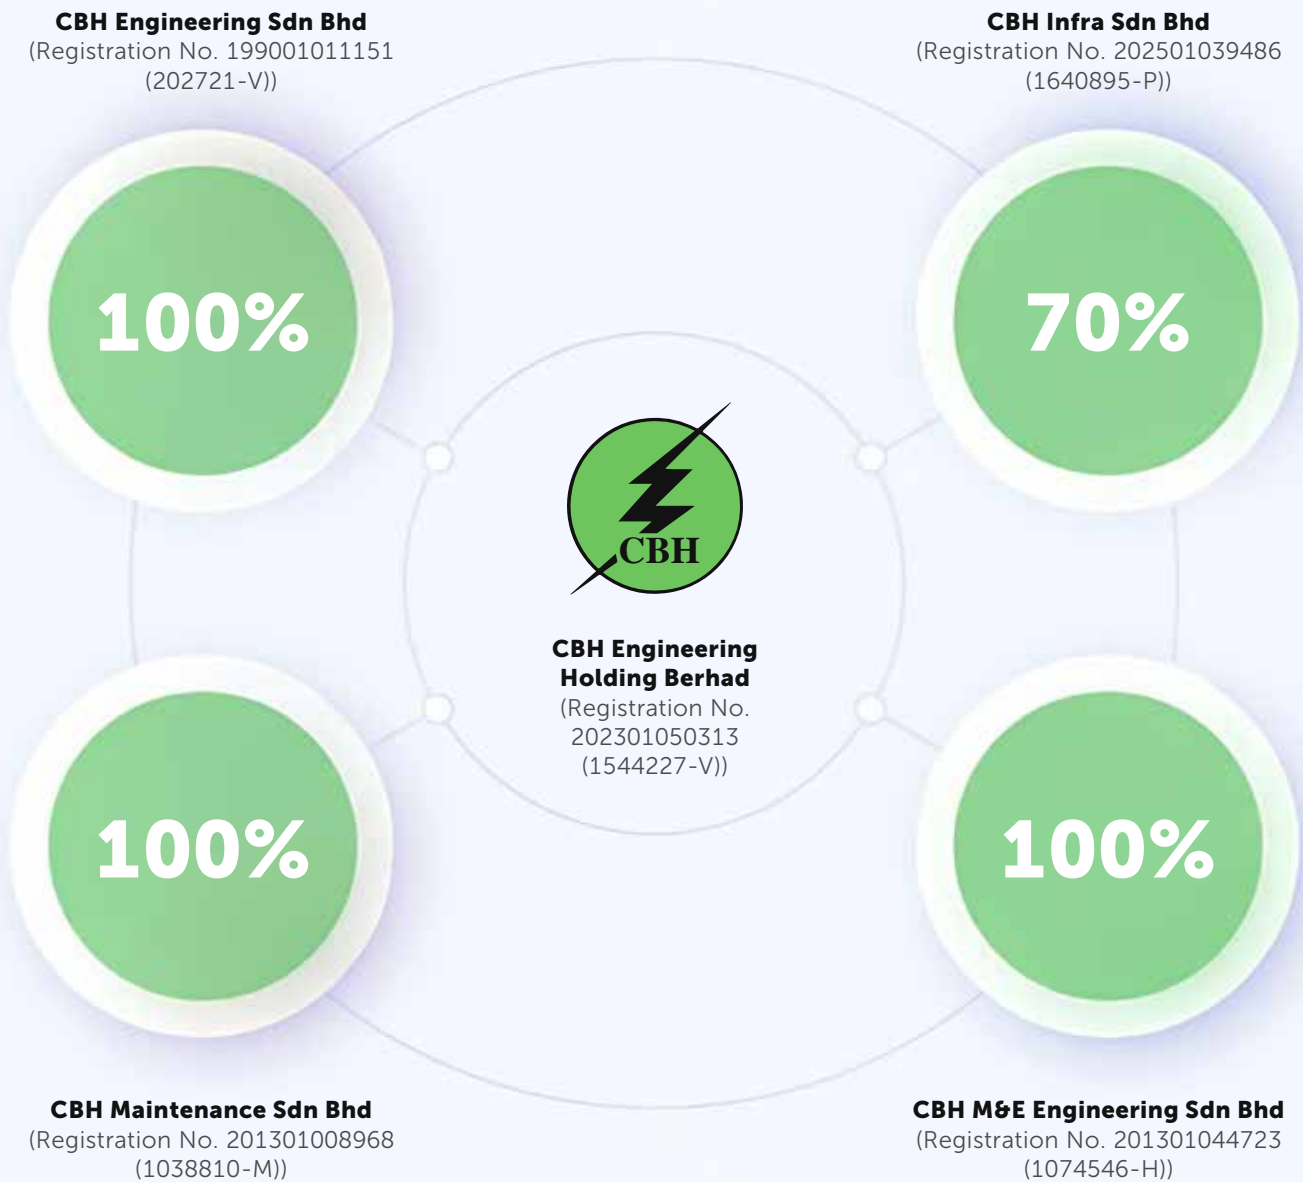 CBH Engineering Sdn Bhd
(Registration No. 199001011151
(202721-V))
100%
CBH Infra Sdn Bhd
(Registration No. 202501039486
(1640895-P))
70%
CBH
CBH Engineering
Holding Berhad
(Registration No.
202301050313
(1544227-V))
100%
CBH Maintenance Sdn Bhd
(Registration No. 201301008968
(1038810-M))
100%
CBH M&E Engineering Sdn Bhd
(Registration No. 201301044723
(1074546-H))